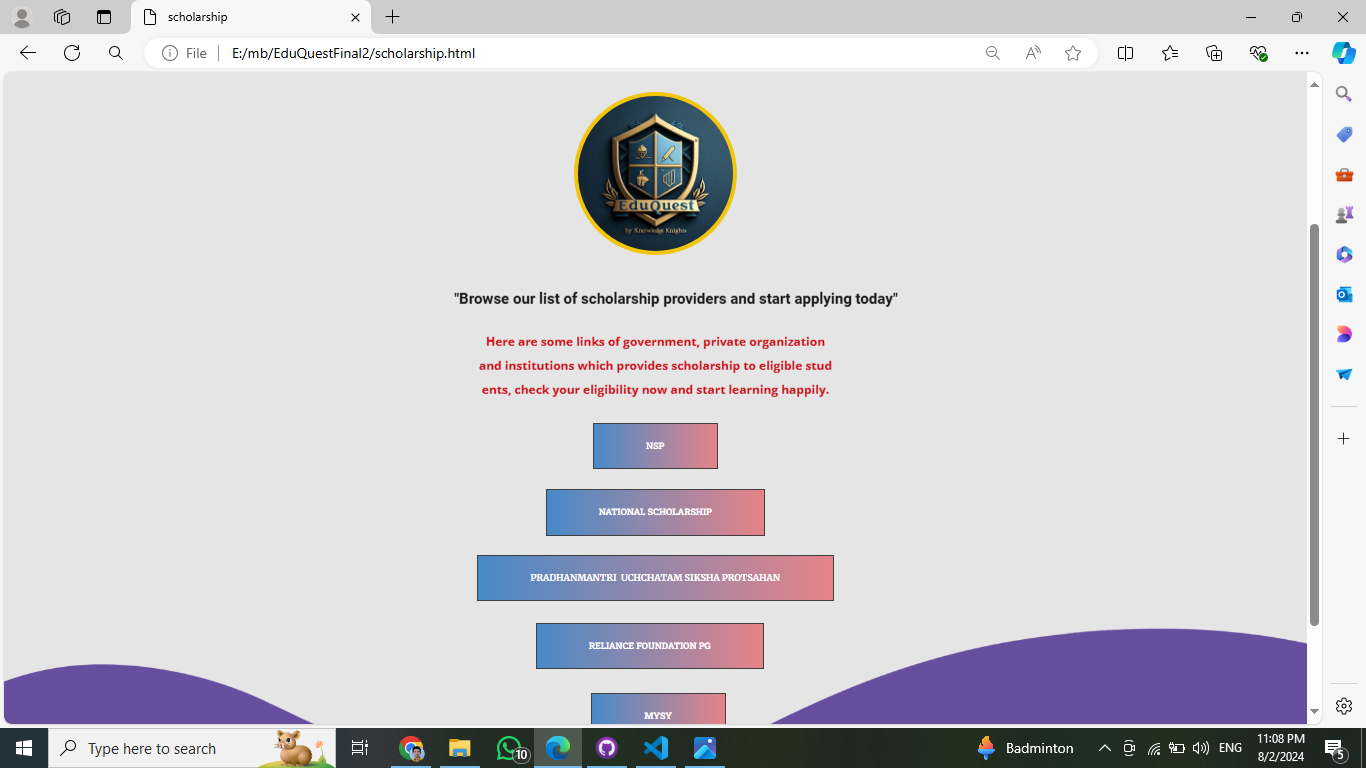 scholarship
File
E:/mb/EduQuestFinal2/scholarship.html
EduQuest
by Knowledge Knights
"Browse our list of scholarship providers and start applying today"
Here are some links of government, private organization
and institutions which provides scholarship to eligible stud
ents, check your eligibility now and start learning happily.
NSP
NATIONAL SCHOLARSHIP
PRADHANMANTRI UCHCHATAM SIKSHA PROTSAHAN
RELIANCE FOUNDATION PG
MYSY
Type here to search
10
Badminton
ENG
11:08 PM
8/2/2024
5